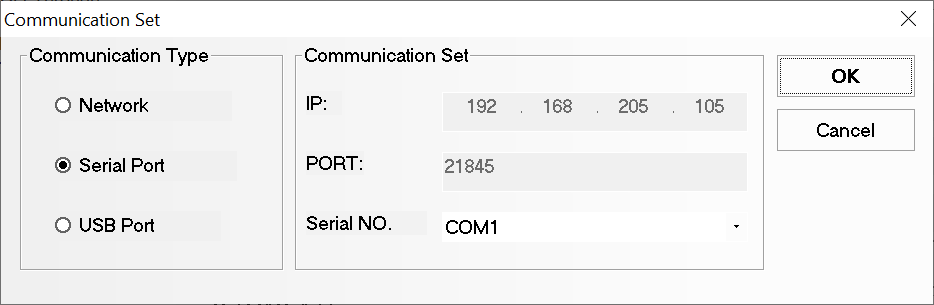 Communication Set
Communication Type
Network
Serial Port
USB Port
Communication Set
IP: 192 . 168 . 205 . 105
PORT: 21845
Serial NO. COM1
OK
Cancel